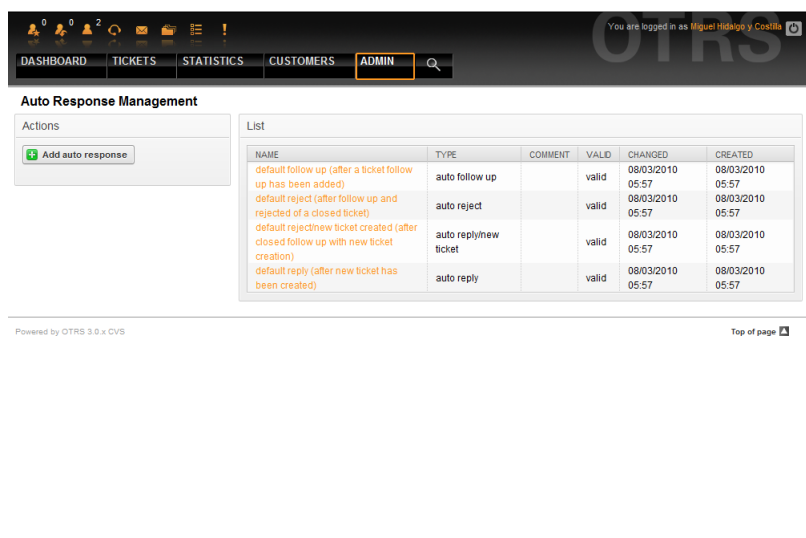 0 0 2
You are logged in as Miguel Hidalgo y Costilla
OTRS
DASHBOARD TICKETS STATISTICS CUSTOMERS ADMIN
Auto Response Management
Actions
Add auto response
List
NAME TYPE COMMENT VALID CHANGED CREATED
default follow up (after a ticket follow
up has been added)
auto follow up
valid
08/03/2010
05:57
08/03/2010
05:57
default reject (after follow up and
rejected of a closed ticket)
auto reject
valid
08/03/2010
05:57
08/03/2010
05:57
default reject/new ticket created (after
closed follow up with new ticket
creation)
auto reply/new
ticket
valid
08/03/2010
05:57
08/03/2010
05:57
default reply (after new ticket has
been created)
auto reply
valid
08/03/2010
05:57
08/03/2010
05:57
Powered by OTRS 3.0.x CVS
Top of page